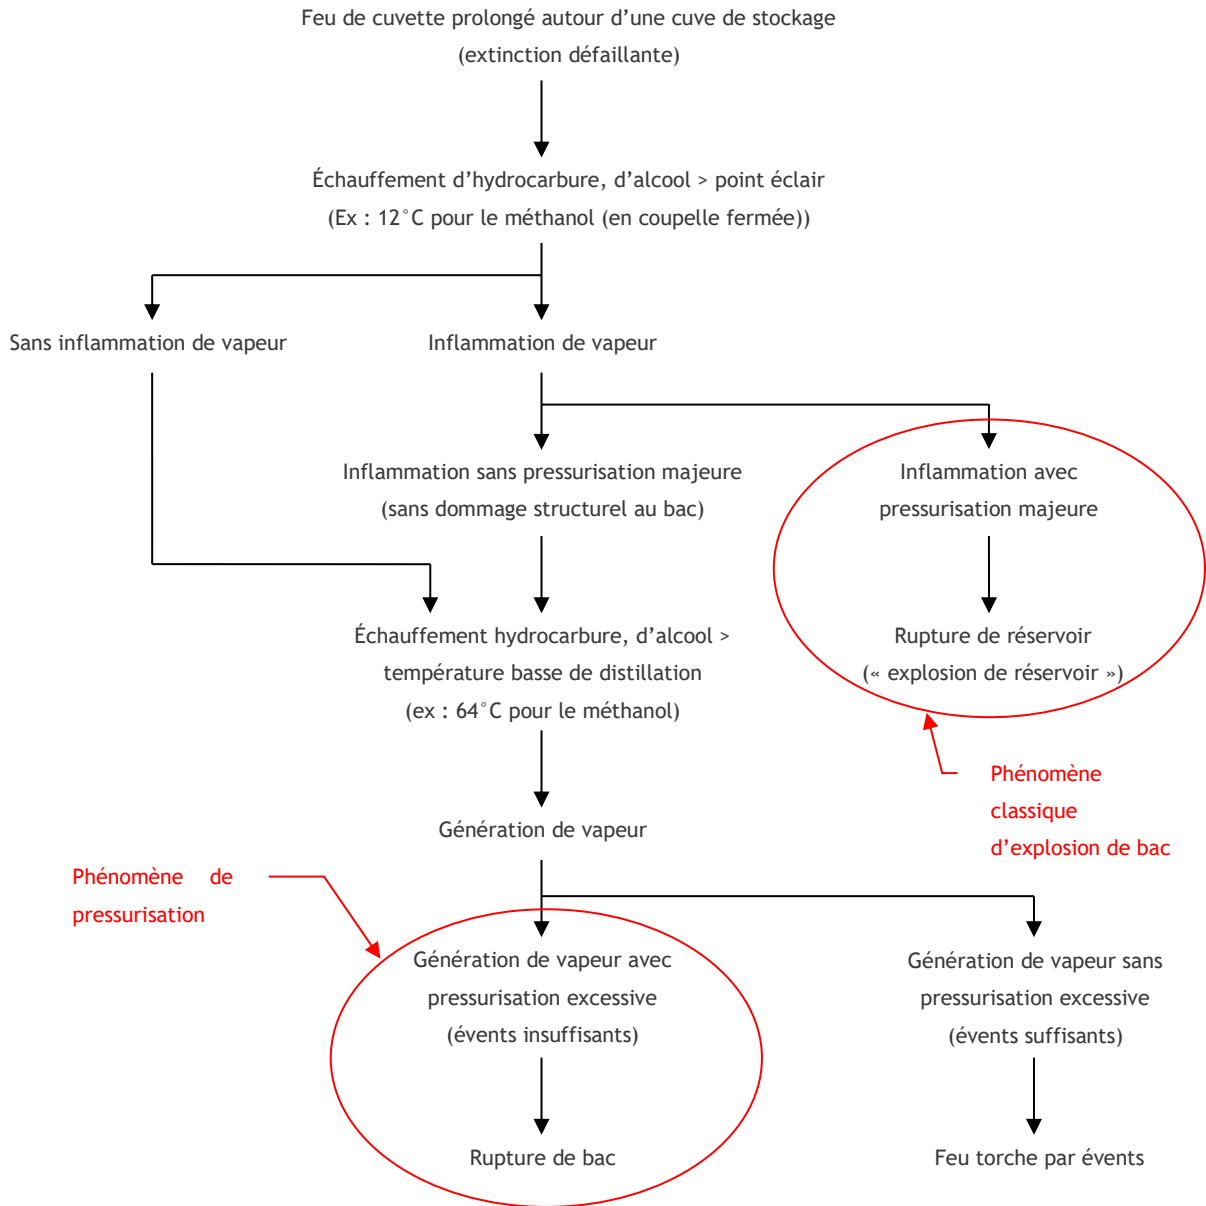 Feu de cuvette prolongé autour d’une cuve de stockage
(extinction défaillante)
Échauffement d’hydrocarbure, d’alcool > point éclair
(Ex : 12°C pour le méthanol (en coupelle fermée))
Sans inflammation de vapeur
Inflammation de vapeur
Inflammation sans pressurisation majeure
(sans dommage structurel au bac)
Inflammation avec
pressurisation majeure
Échauffement hydrocarbure, d’alcool >
température basse de distillation
(ex : 64°C pour le méthanol)
Rupture de réservoir
(« explosion de réservoir »)
Phénomène
classique
d’explosion de bac
Génération de vapeur
Phénomène de
pressurisation
Génération de vapeur avec
pressurisation excessive
(évents insuffisants)
Génération de vapeur sans
pressurisation excessive
(évents suffisants)
Rupture de bac
Feu torche par évents